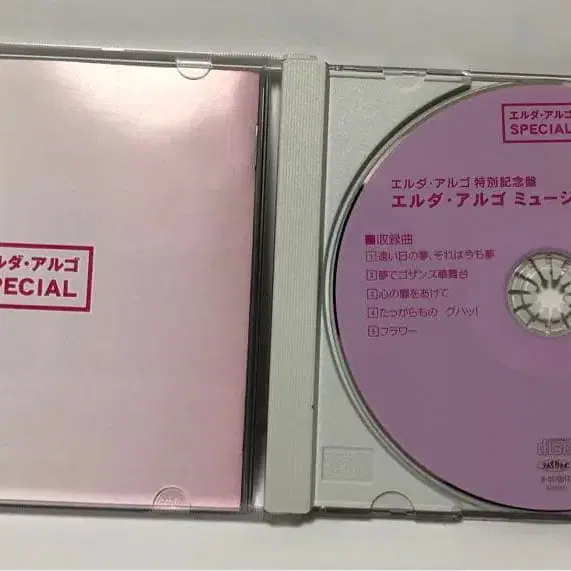 ルダ・アルゴ
PECIAL
エルダ・アルゴ
SPECIAL
エルダ・アルゴ 特別記念盤
エルダ・アルゴ ミュージ
■収録曲
1 遠い日の夢、それは今も夢
2 夢でゴザンス華舞台
3 心の扉をあけて
4 たっがらもの グハッ!
5 フラワー
disc